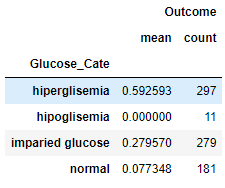 Outcome
mean count
Glucose_Cate
hiperglisemia 0.592593 297
hipoglisemia 0.000000 11
imparied glucose 0.279570 279
normal 0.077348 181